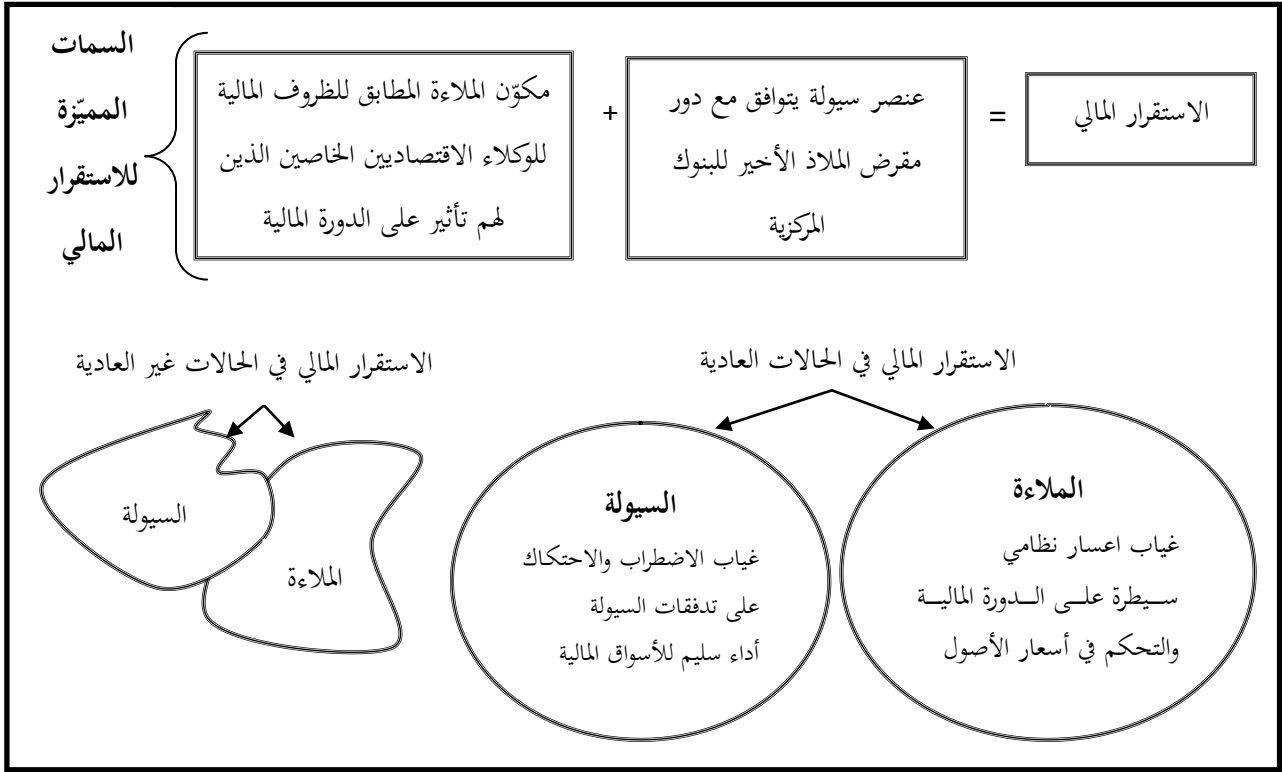 السمات
المميّزة
للاستقرار
المالي
الاستقرار المالي
=
عنصر سيولة يتوافق مع دور
مقرض الملاذ الأخير للبنوك
المركزية
+
مكوّن الملاءة المطابق للظروف المالية
للوكلاء الاقتصاديين الخاصين الذين
لهم تأثير على الدورة المالية
الاستقرار المالي في الحالات العادية
الملاءة
غياب اعسار نظامي
سيطرة على الدورة المالية
والتحكم في أسعار الأصول
السيولة
غياب الاضطراب والاحتكاك
على تدفقات السيولة
أداء سليم للأسواق المالية
الاستقرار المالي في الحالات غير العادية
الملاءة
السيولة